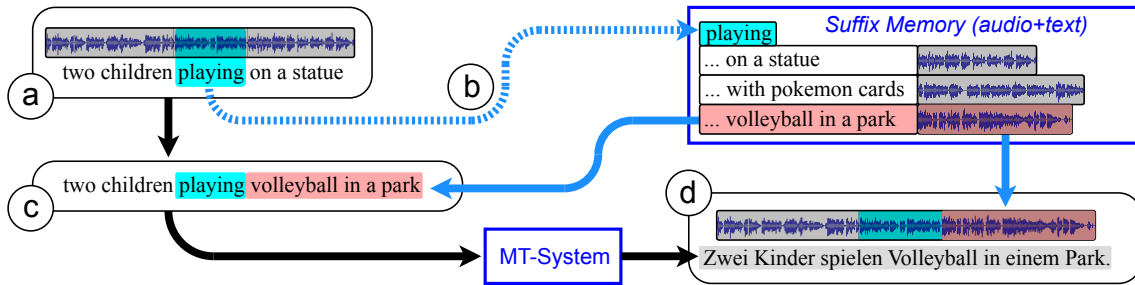 two children playing on a statue
a
b
Suffix Memory (audio+text)
playing
... on a statue
... with pokemon cards
... volleyball in a park
two children playing volleyball in a park
c
MT-System
d
Zwei Kinder spielen Volleyball in einem Park.